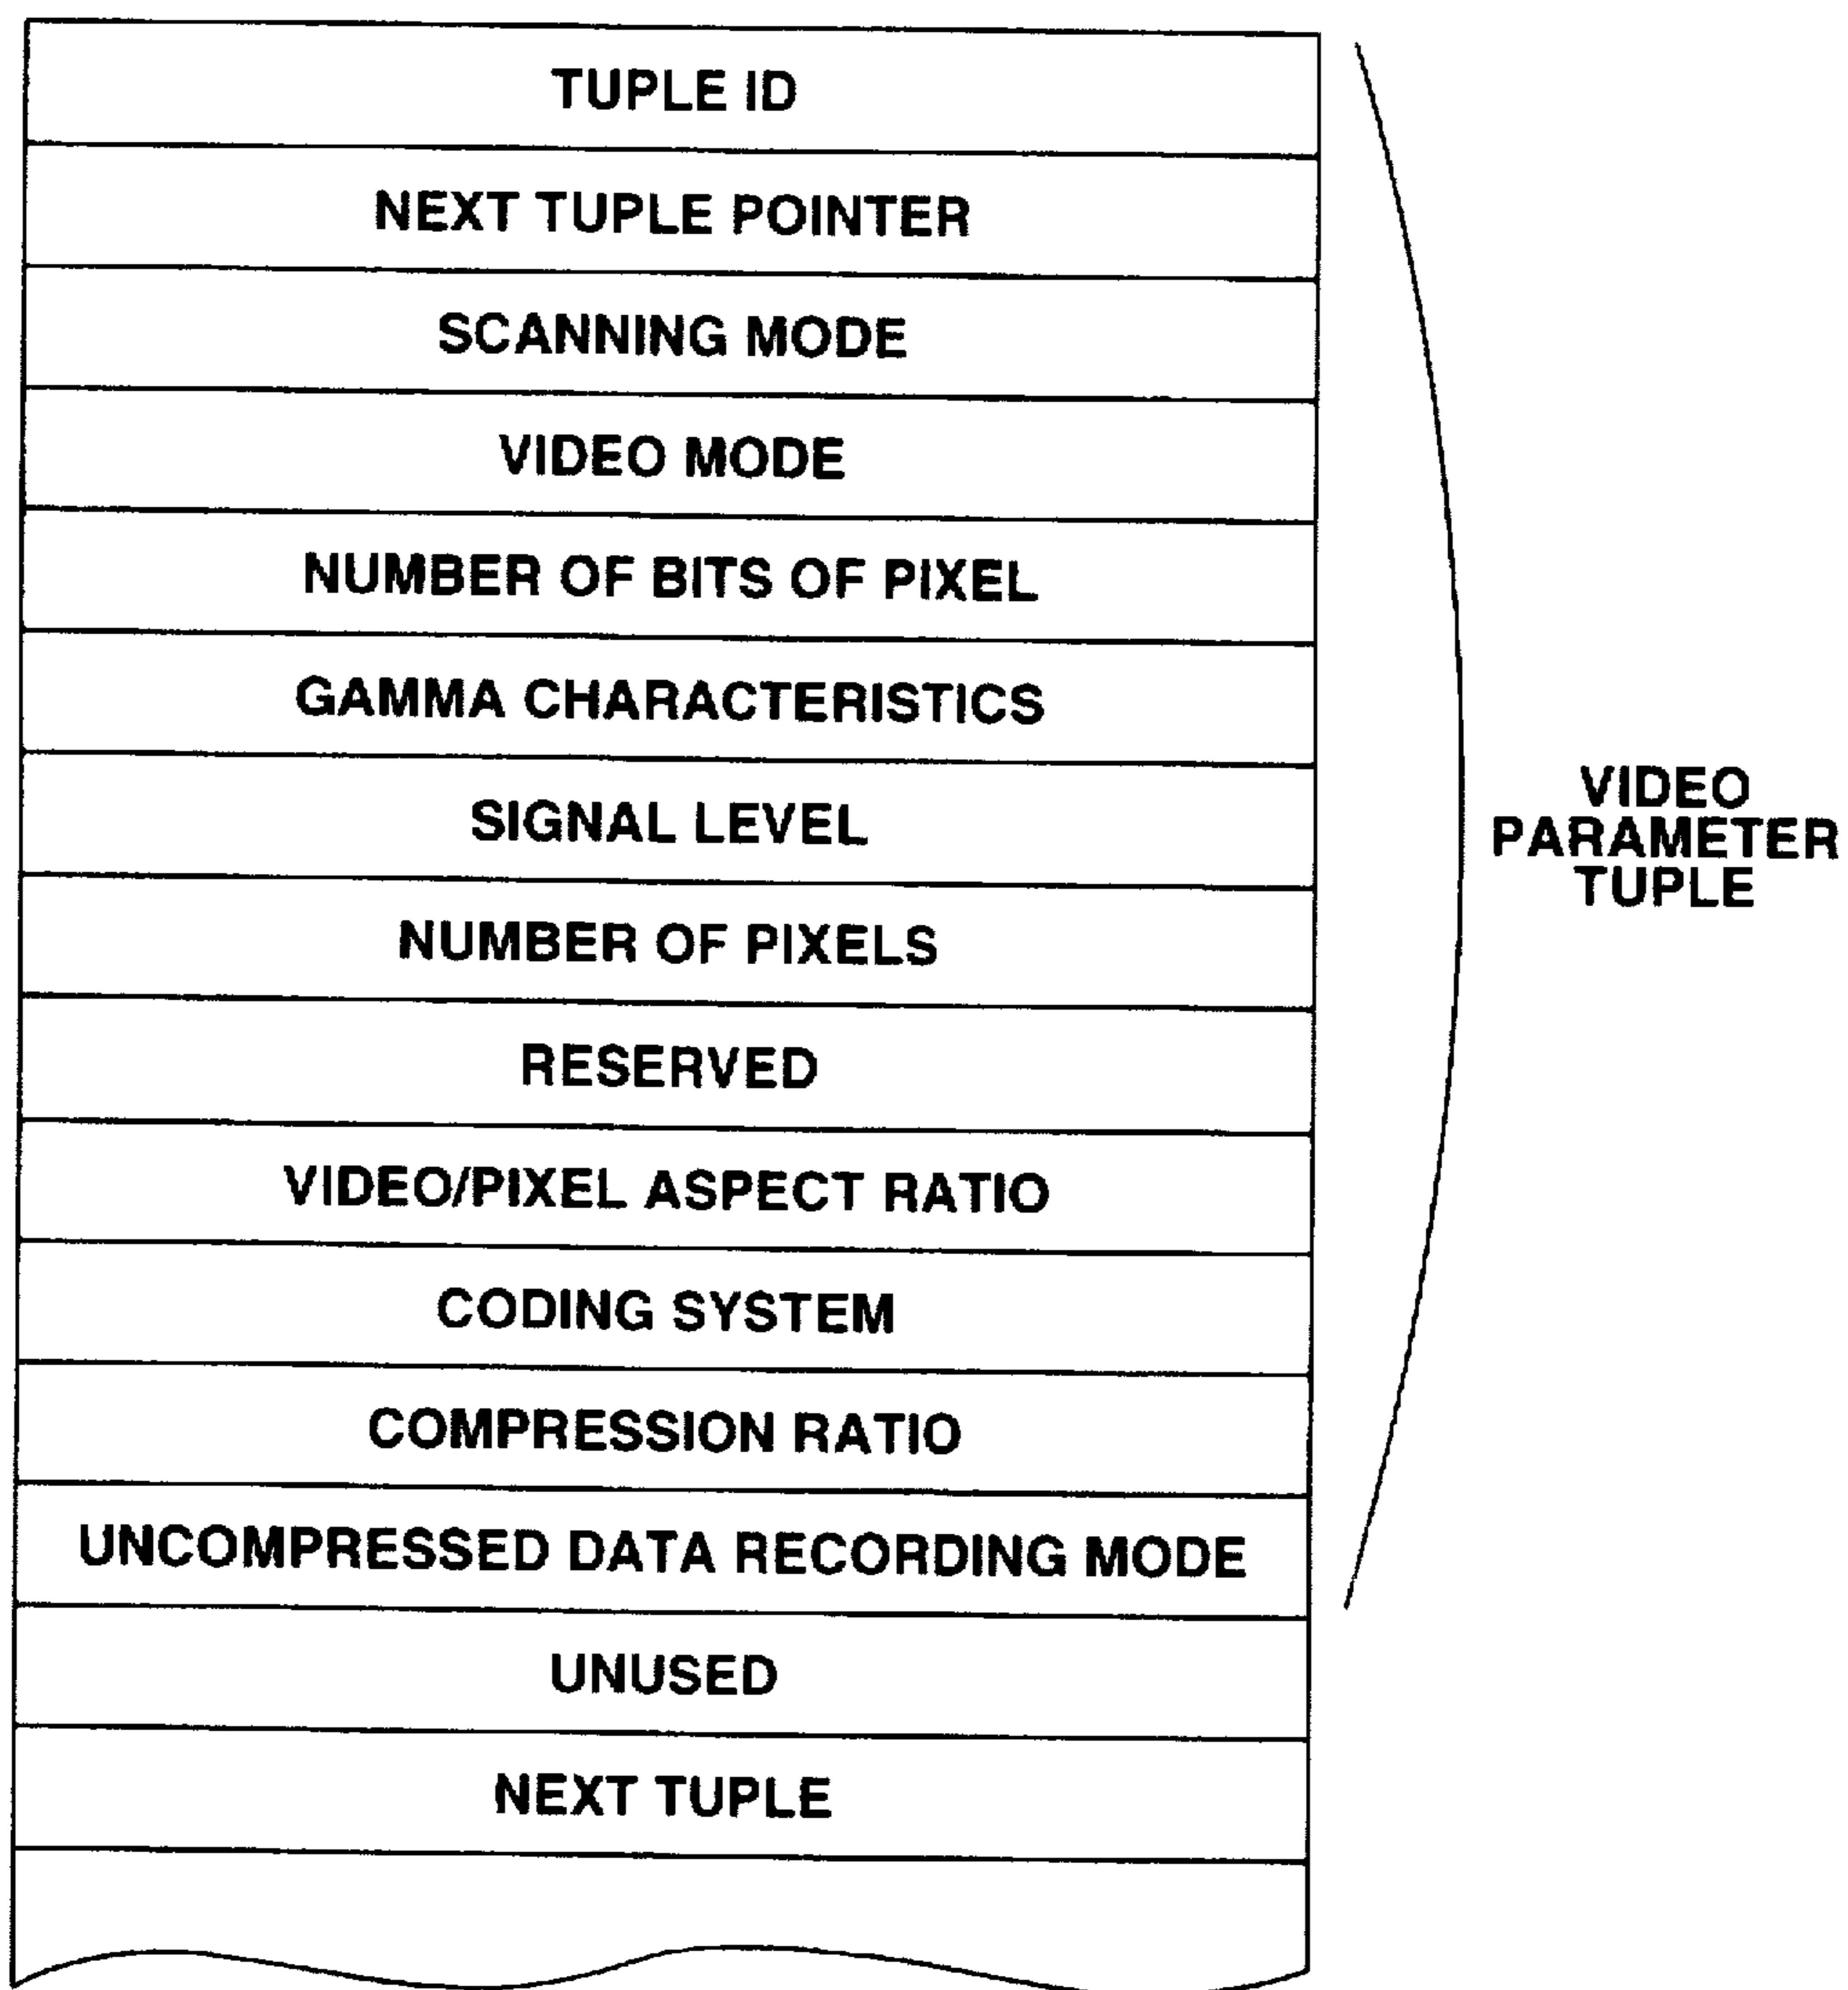 TUPLE ID
NEXT TUPLE POINTER
SCANNING MODE
VIDEO MODE
NUMBER OF BITS OF PIXEL
GAMMA CHARACTERISTICS
SIGNAL LEVEL
NUMBER OF PIXELS
RESERVED
VIDEO/PIXEL ASPECT RATIO
CODING SYSTEM
COMPRESSION RATIO
UNCOMPRESSED DATA RECORDING MODE
UNUSED
NEXT TUPLE
VIDEO
PARAMETER
TUPLE